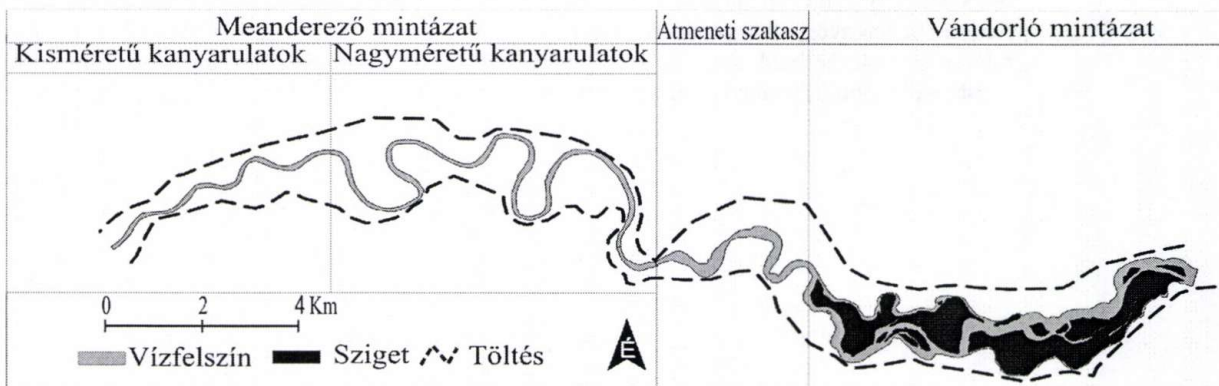 Meanderező mintázat
Átmeneti szakasz
Vándorló mintázat
Kisméretű kanyarulatok
Nagyméretű kanyarulatok
0 2 4 Km
Vízfelszín Sziget Töltés
É